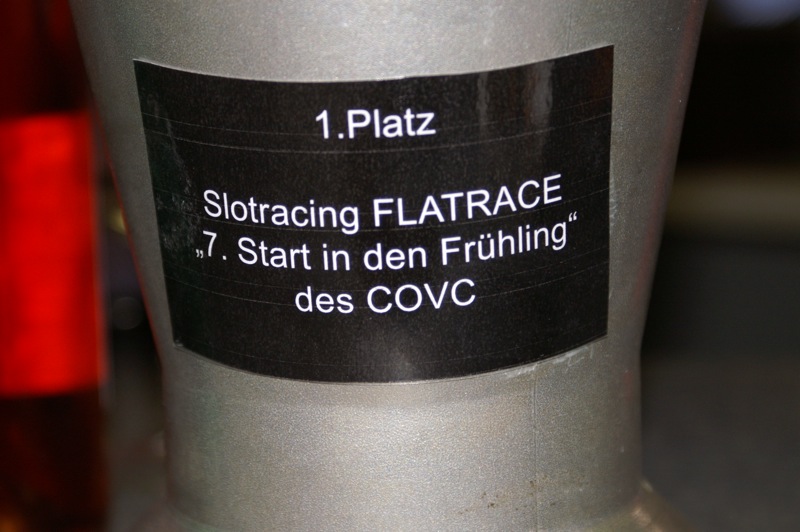 1.Platz
Slotracing FLATRACE
„7. Start in den Frühling“
des COVC